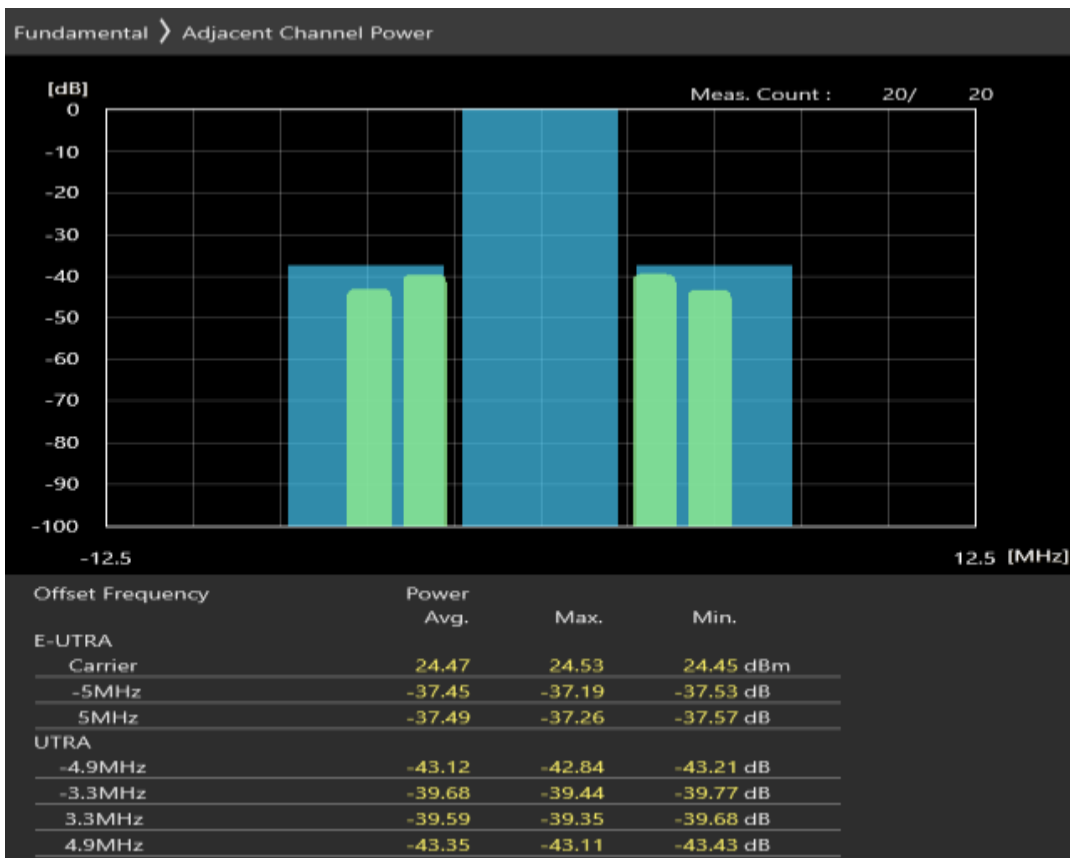 Fundamental 》 Adjacent Channel Power
[dB]
Meas. Count : 20/ 20
0
-10
-20
-30
-40
-50
-60
-70
-80
-90
-100
-12.5 12.5 [MHz]
Offset Frequency Power
Avg. Max. Min.
E-UTRA
Carrier 24.47 24.53 24.45 dBm
-5MHz -37.45 -37.19 -37.53 dB
5MHz -37.49 -37.26 -37.57 dB
UTRA
-4.9MHz -43.12 -42.84 -43.21 dB
-3.3MHz -39.68 -39.44 -39.77 dB
3.3MHz -39.59 -39.35 -39.68 dB
4.9MHz -43.35 -43.11 -43.43 dB